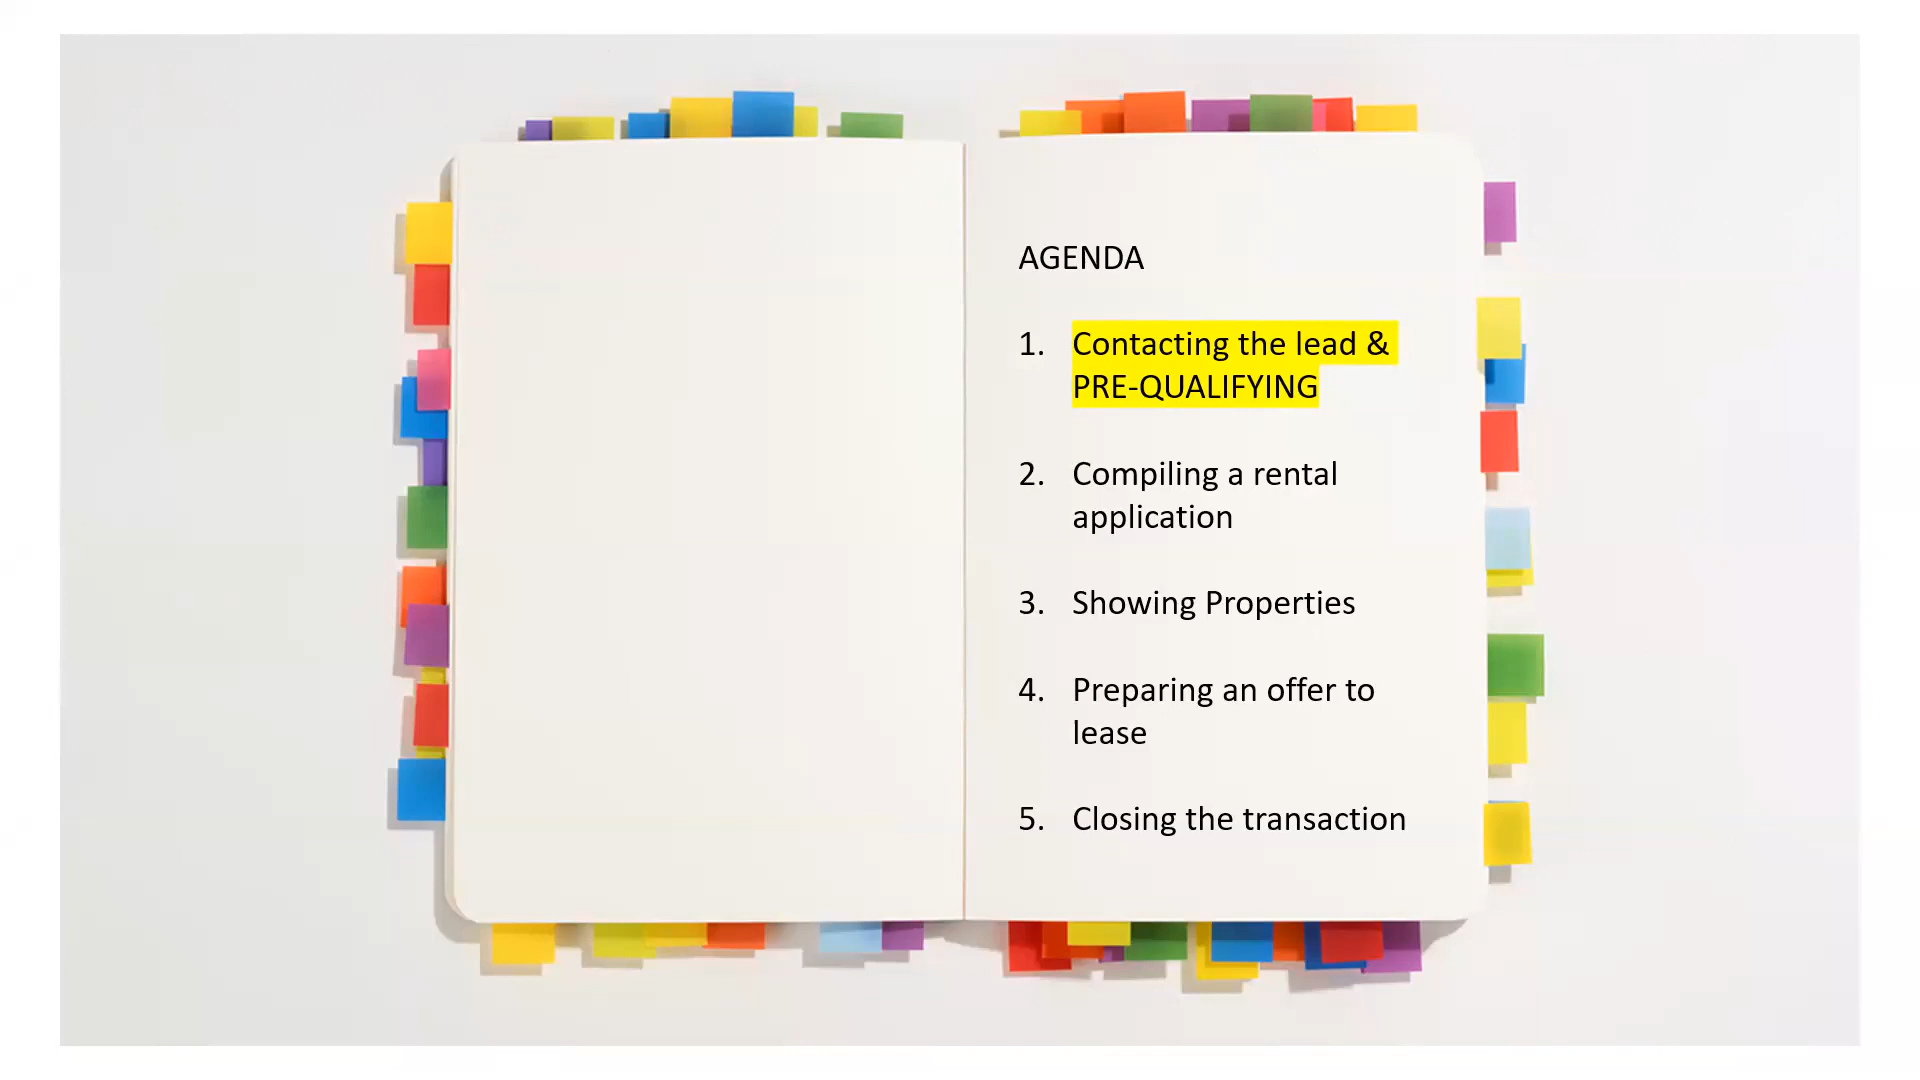 AGENDA
1. Contacting the lead &
PRE-QUALIFYING
2. Compiling a rental
application
3. Showing Properties
4. Preparing an offer to
lease
5. Closing the transaction